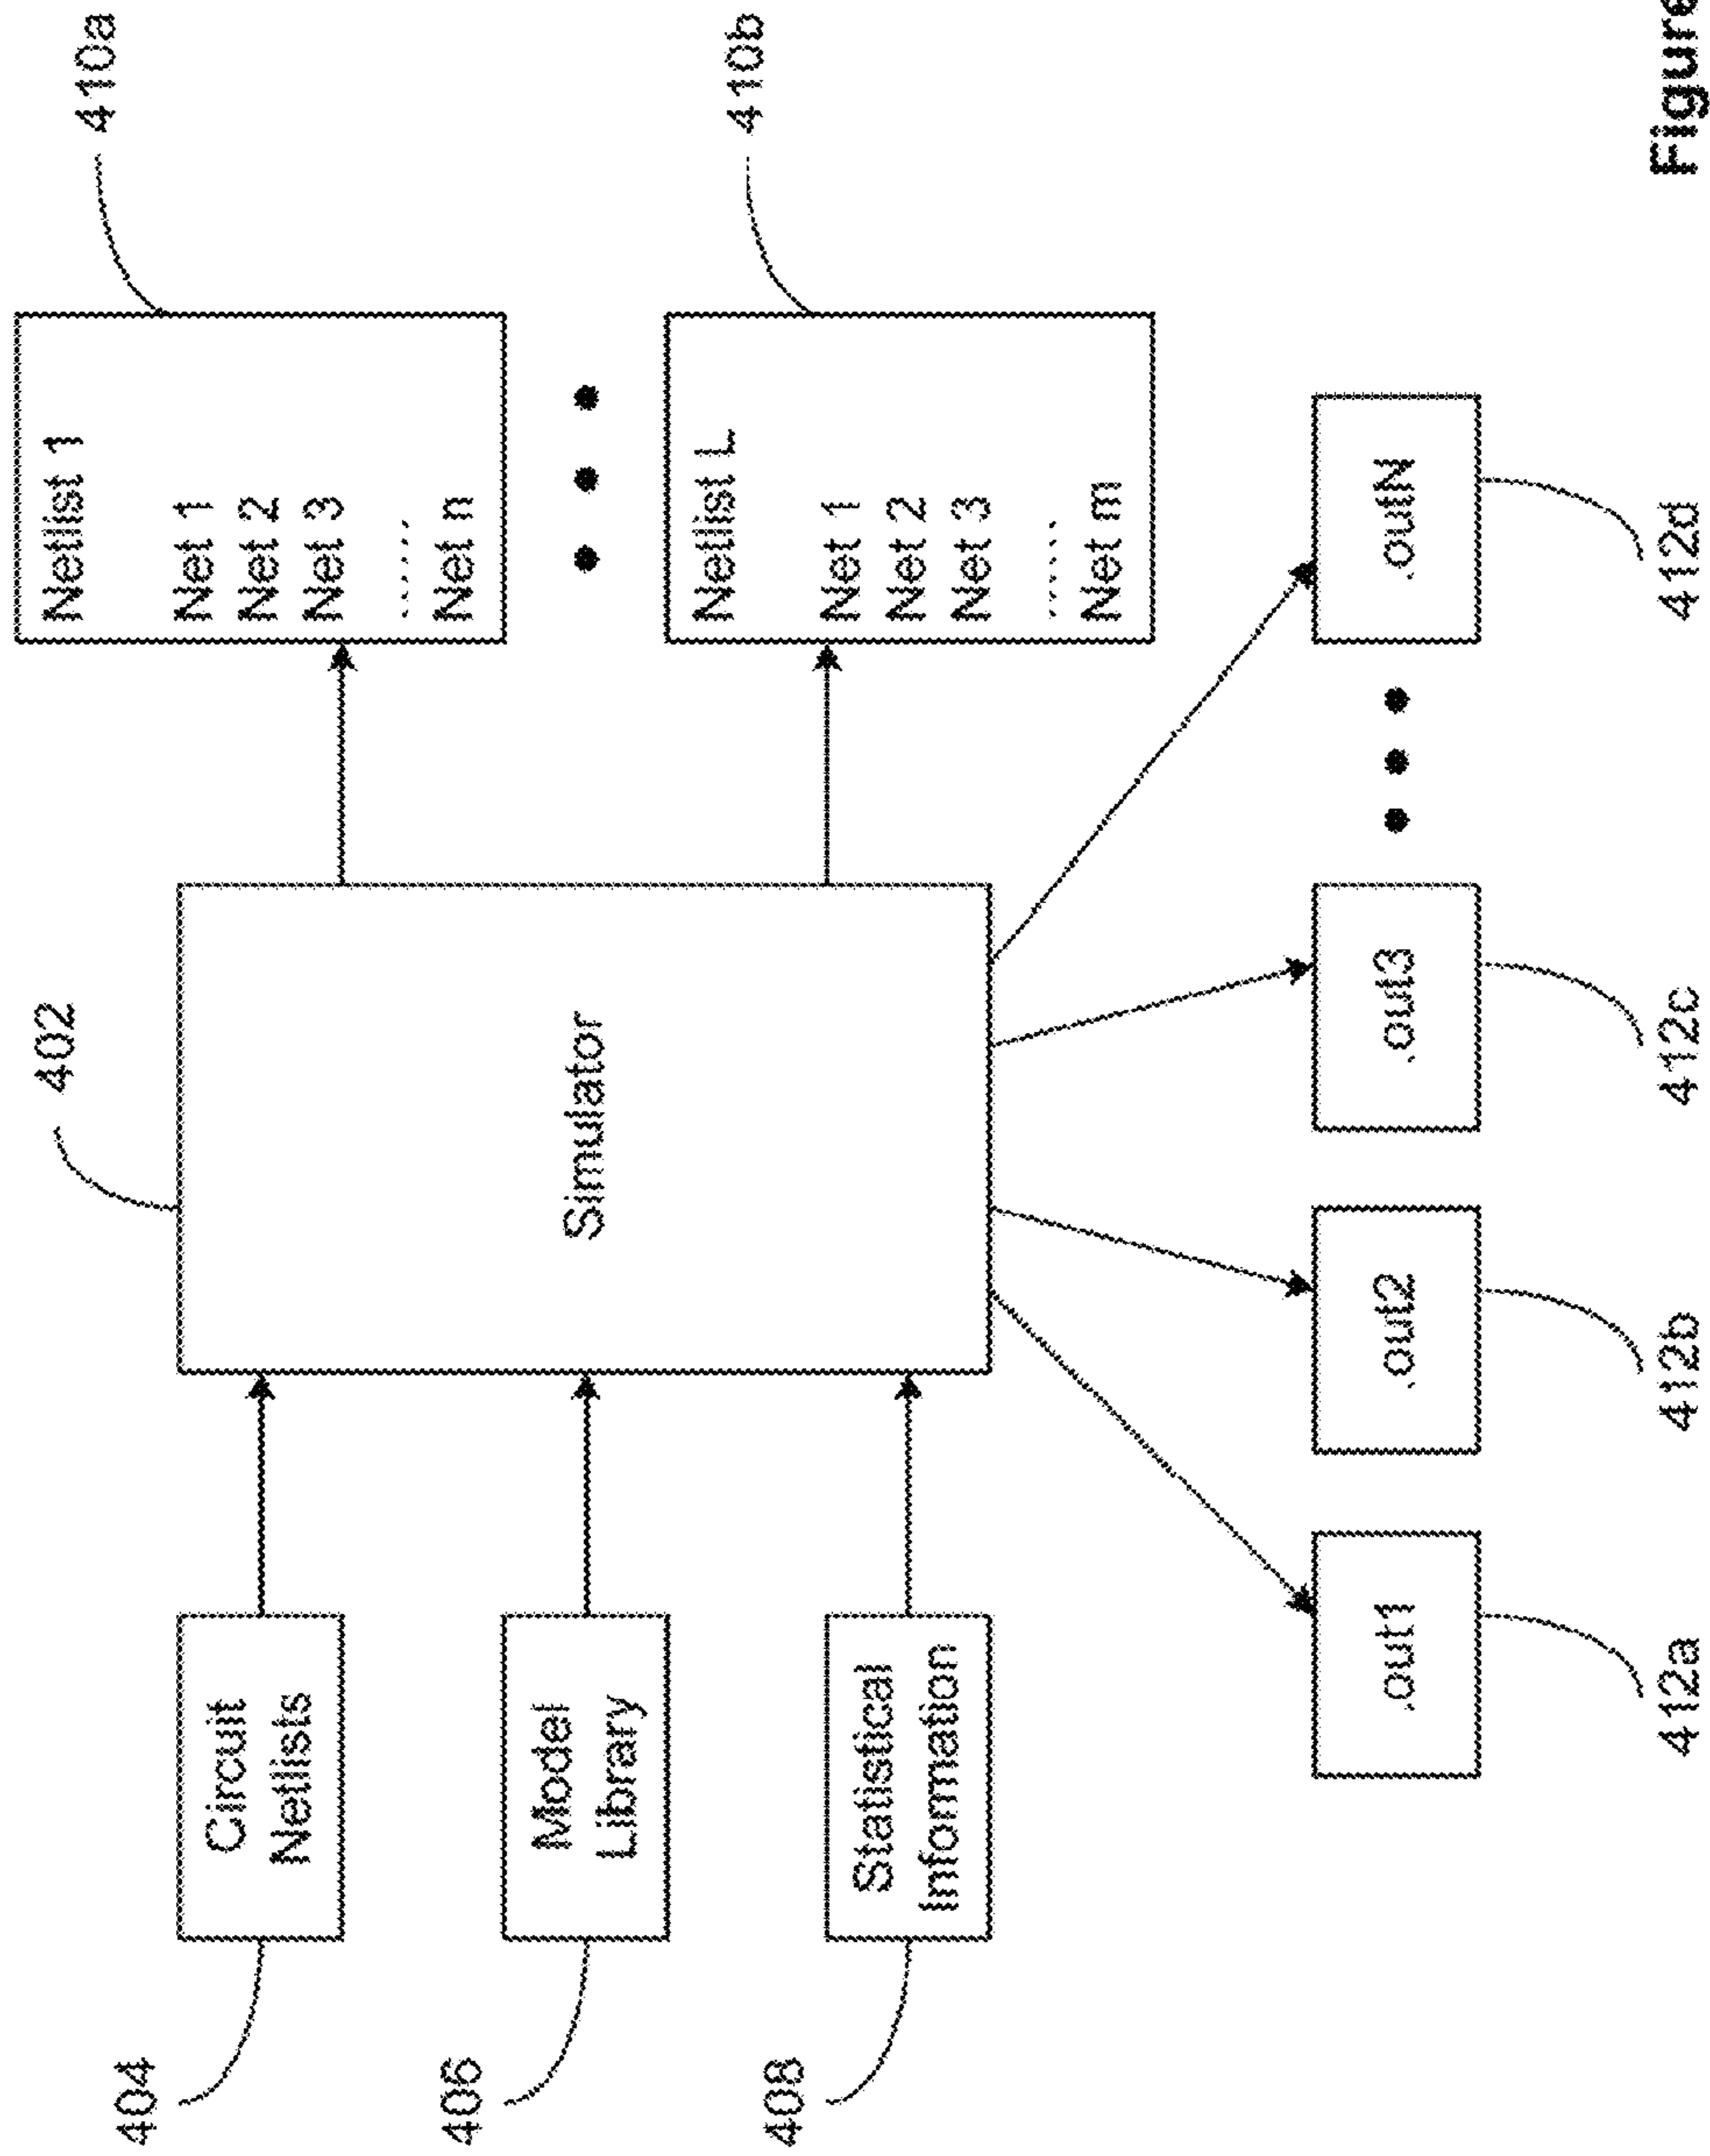 402
404
Circuit
Netlists
406
Model
Library
408
Statistical
Information
Simulator
Netlist 1
Net 1
Net 2
Net 3
.....
Net n
410a
Netlist L
Net 1
Net 2
Net 3
.....
Net m
410b
.out1
.out2
.out3
.outN
412a
412b
412c
412d
Figure